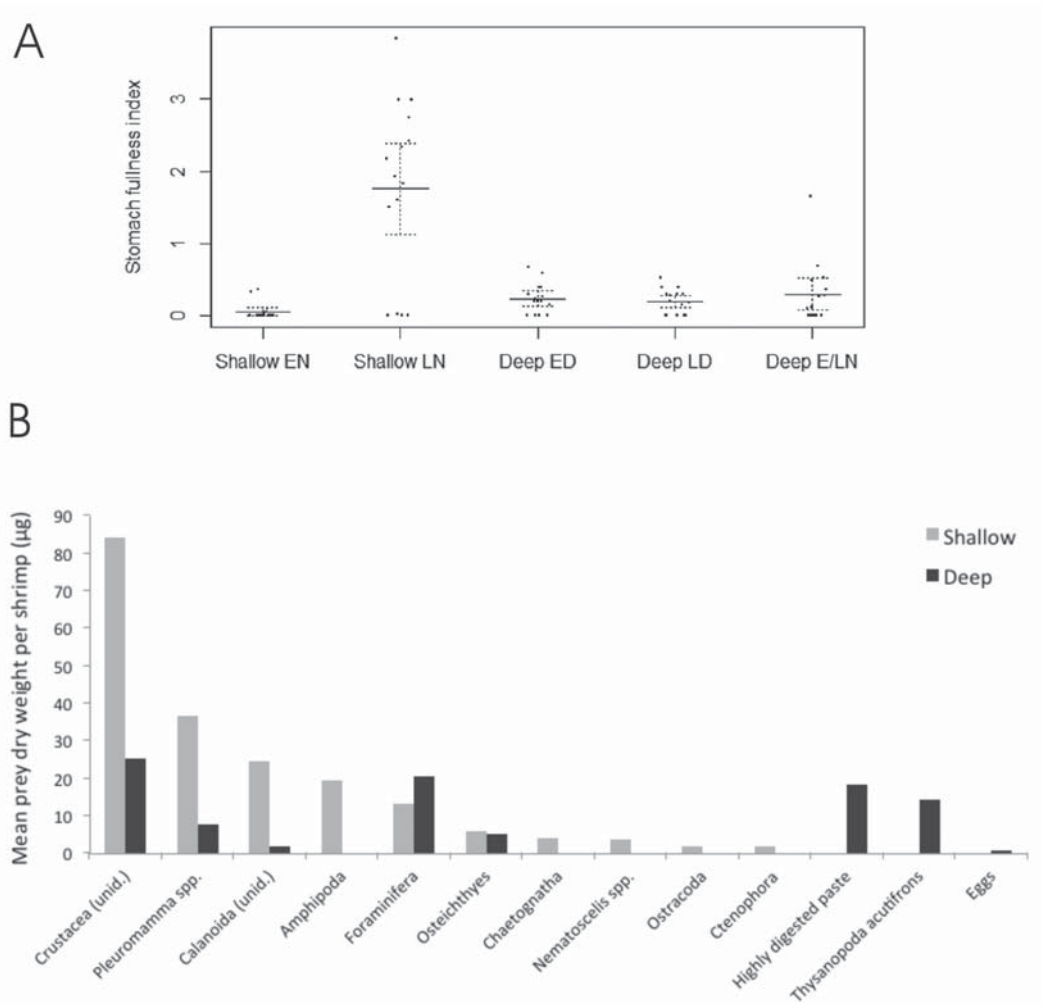 A
Stomach fullness index
3
2
1
0
Shallow EN
Shallow LN
Deep ED
Deep LD
Deep E/LN
B
Mean prey dry weight per shrimp (µg)
90
80
70
60
50
40
30
20
10
0
Shallow
Deep
Crustacea (unid.)
Pleuromamma spp.
Calanoida (unid.)
Amphipoda
Foraminifera
Osteichthyes
Chaetognatha
Nematoscelis spp.
Ostracoda
Ctenophora
Highly digested paste
Thysanopoda acutifrons
Eggs